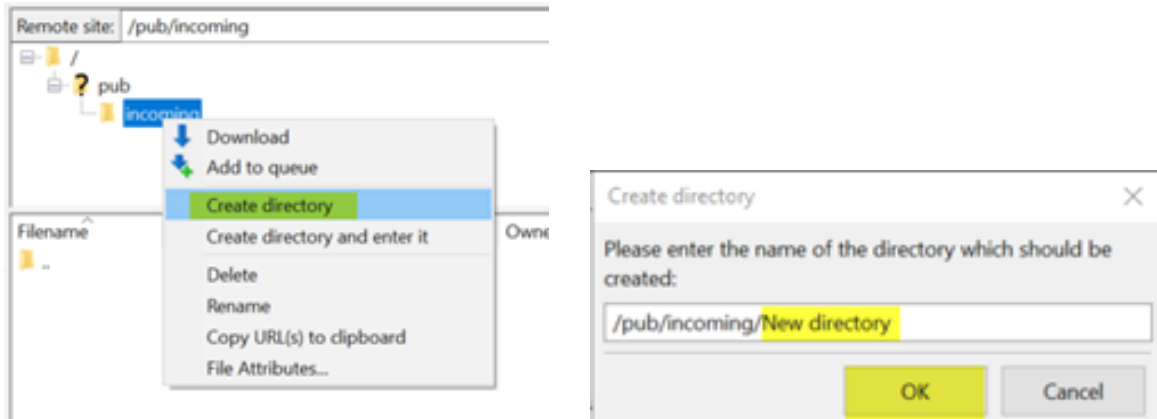 Remote site: /pub/incoming
/
pub
incoming
Download
Add to queue
Create directory
Create directory and enter it
Delete
Rename
Copy URL(s) to clipboard
File Attributes...
Filename
..
Create directory
Please enter the name of the directory which should be
created:
/pub/incoming/New directory
OK Cancel